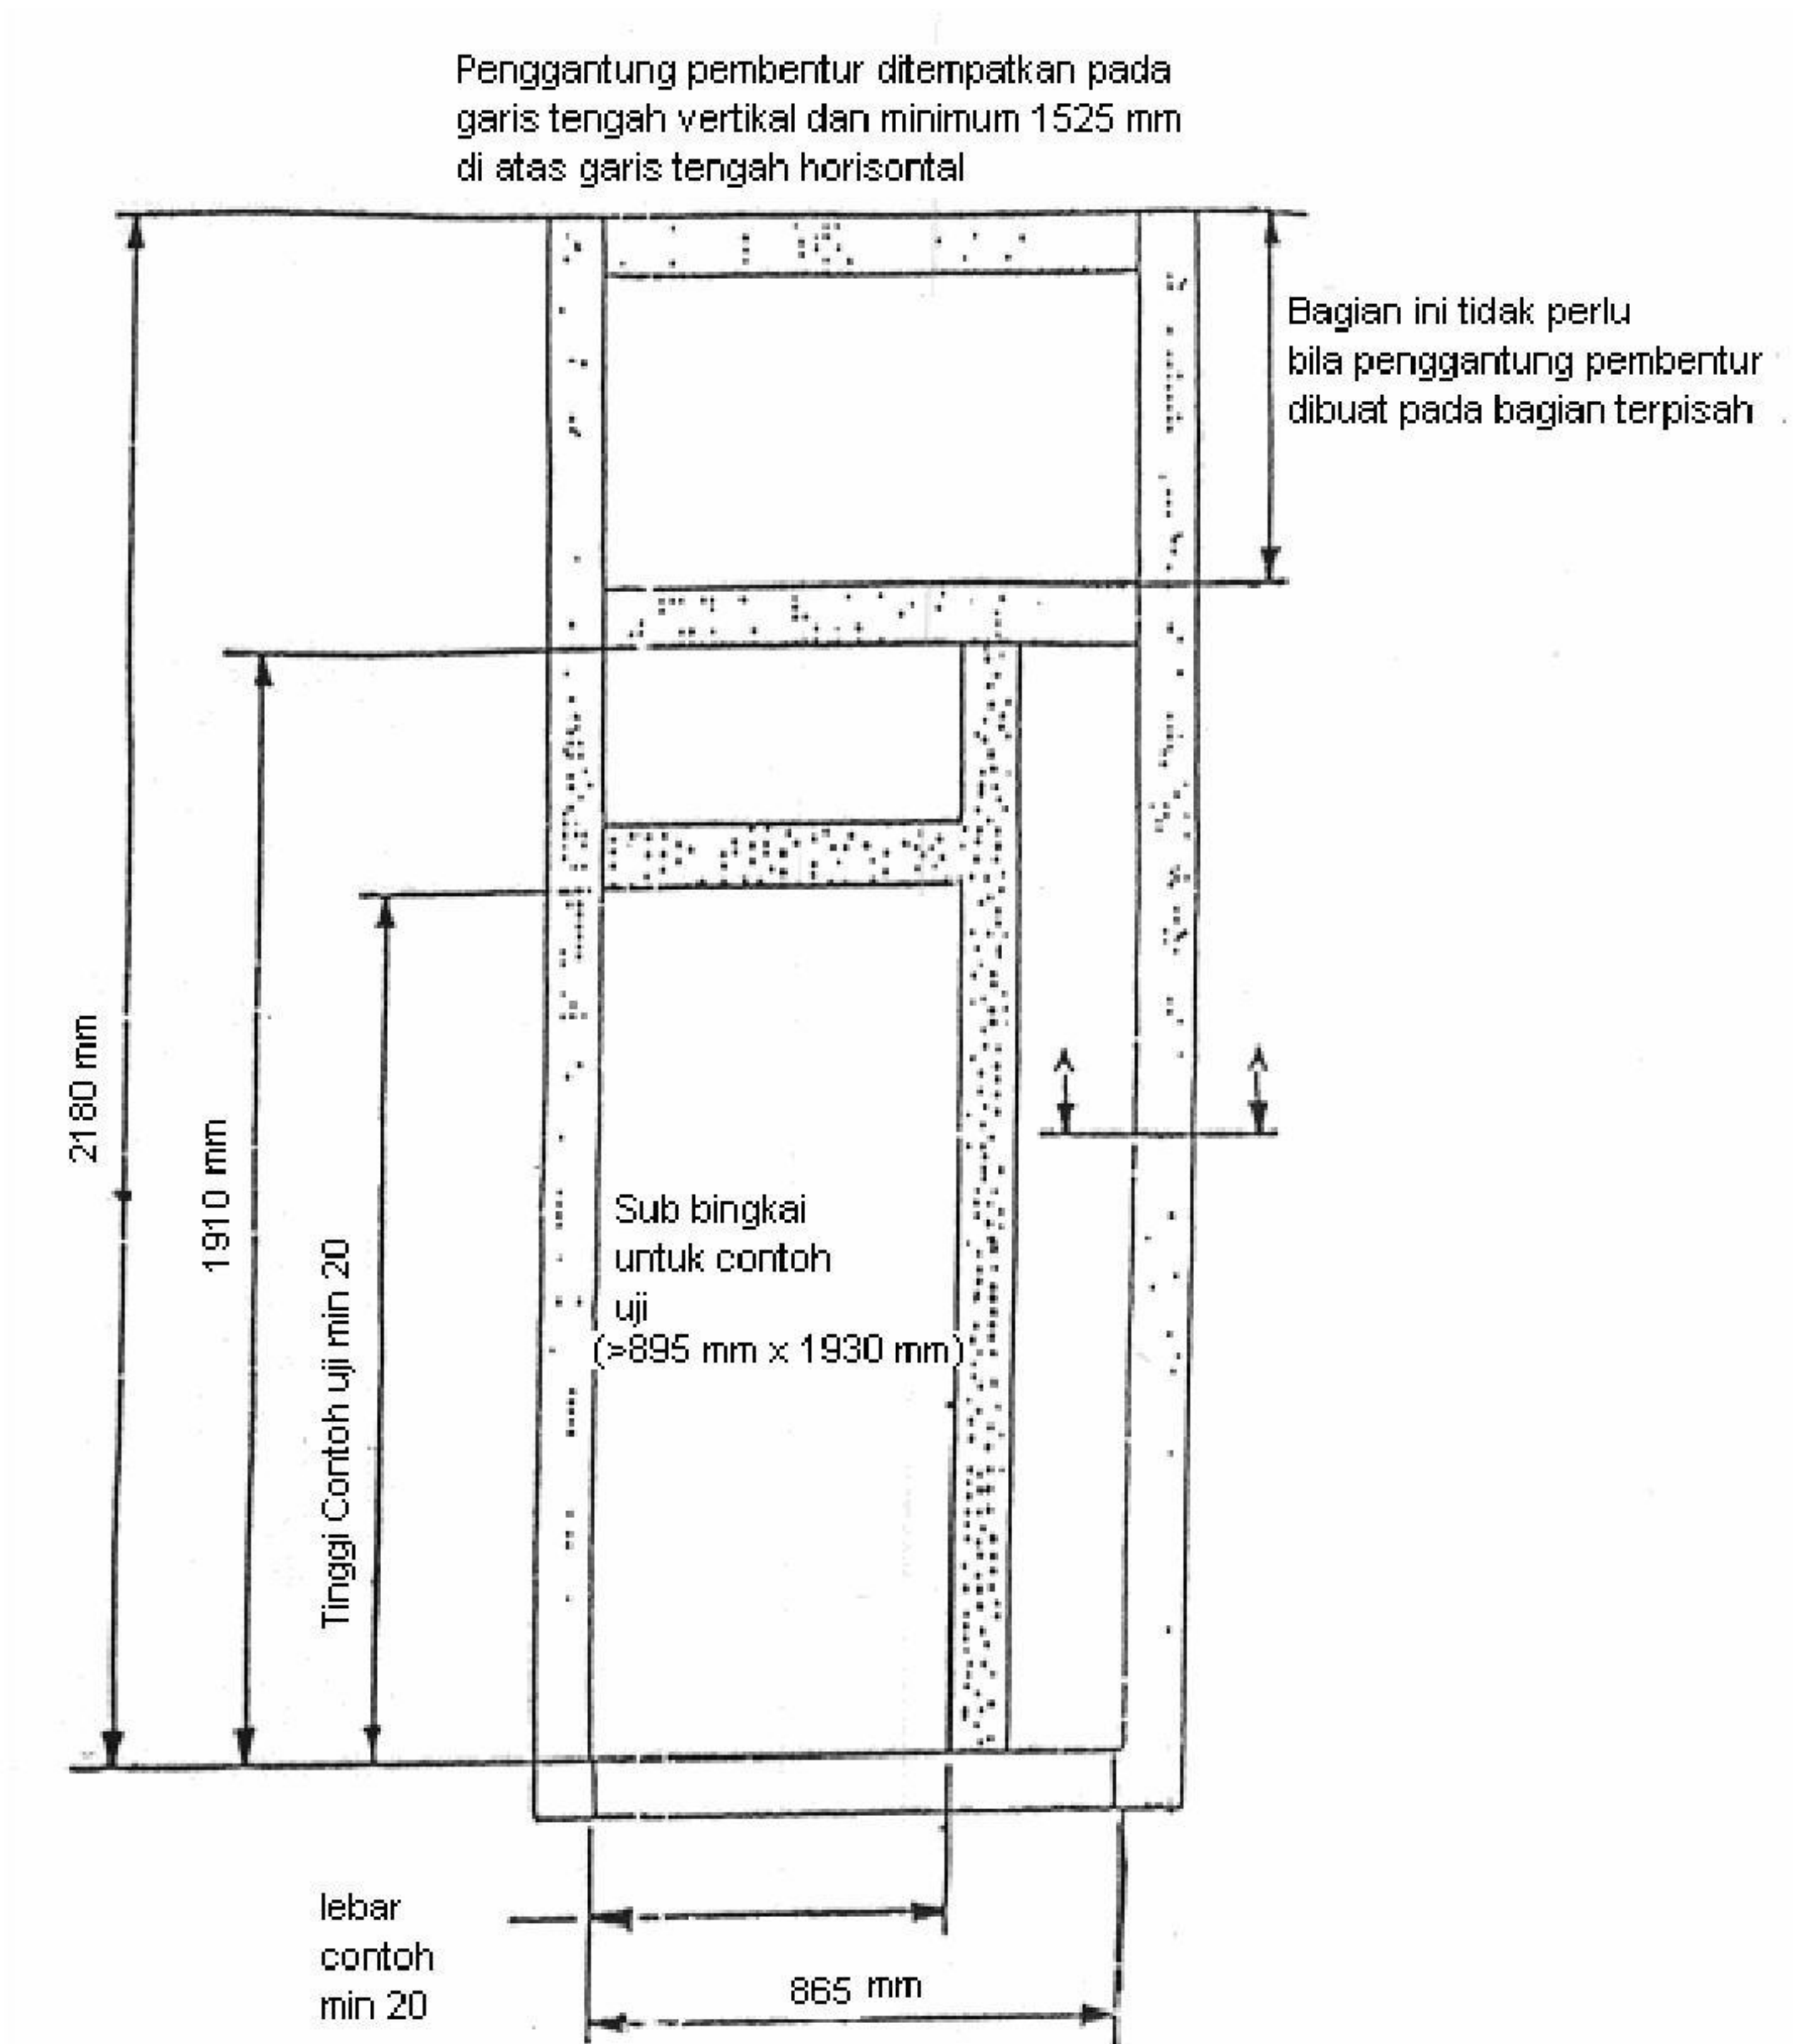 Penggantung pembentur ditempatkan pada
garis tengah vertikal dan minimum 1525 mm
di atas garis tengah horisontal
Bagian ini tidak perlu
bila penggantung pembentur
dibuat pada bagian terpisah
2180 mm
1910 mm
Tinggi Contoh uji min 20
Sub bingkai
untuk contoh
uji
(>895 mm x 1930 mm)
lebar
contoh
min 20
865 mm